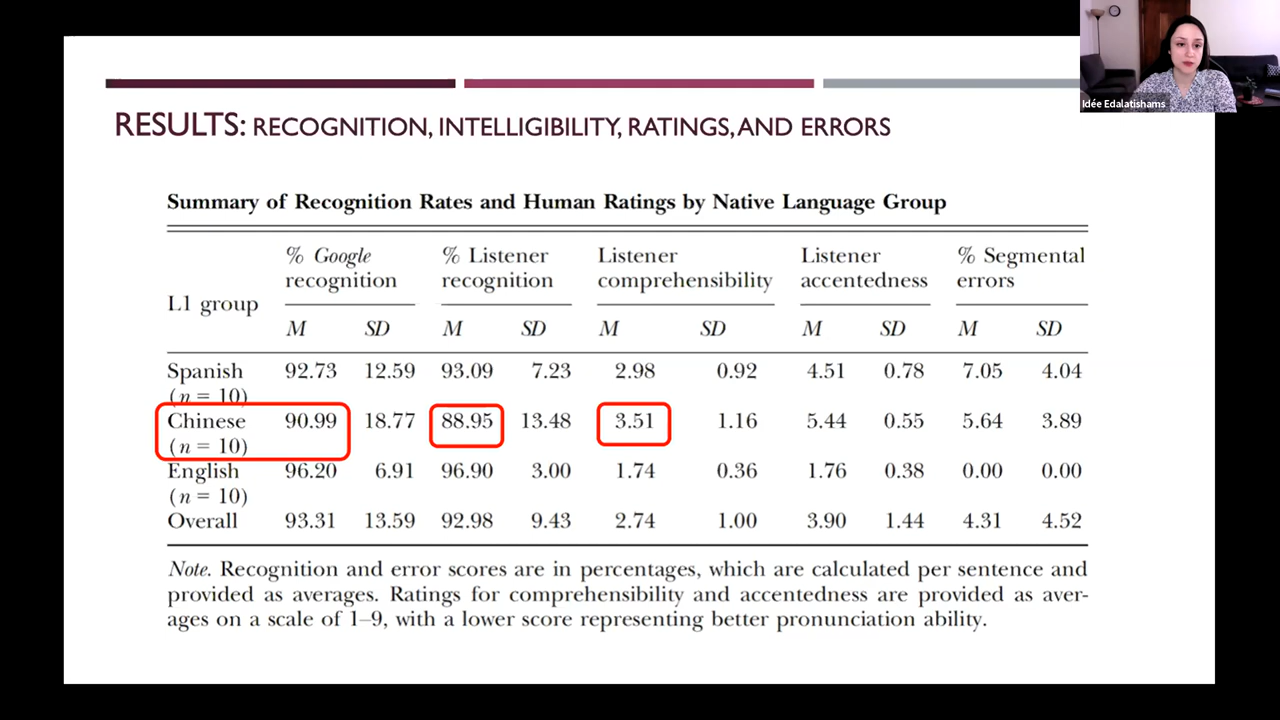 Idée Edalatishams
RESULTS: RECOGNITION, INTELLIGIBILITY, RATINGS, AND ERRORS
Summary of Recognition Rates and Human Ratings by Native Language Group
L1 group % Google recognition % Listener recognition Listener comprehensibility Listener accentedness % Segmental errors
M SD M SD M SD M SD M SD
Spanish 92.73 12.59 93.09 7.23 2.98 0.92 4.51 0.78 7.05 4.04
(n = 10)
Chinese 90.99 18.77 88.95 13.48 3.51 1.16 5.44 0.55 5.64 3.89
(n = 10)
English 96.20 6.91 96.90 3.00 1.74 0.36 1.76 0.38 0.00 0.00
(n = 10)
Overall 93.31 13.59 92.98 9.43 2.74 1.00 3.90 1.44 4.31 4.52
Note. Recognition and error scores are in percentages, which are calculated per sentence and
provided as averages. Ratings for comprehensibility and accentedness are provided as aver-
ages on a scale of 1–9, with a lower score representing better pronunciation ability.